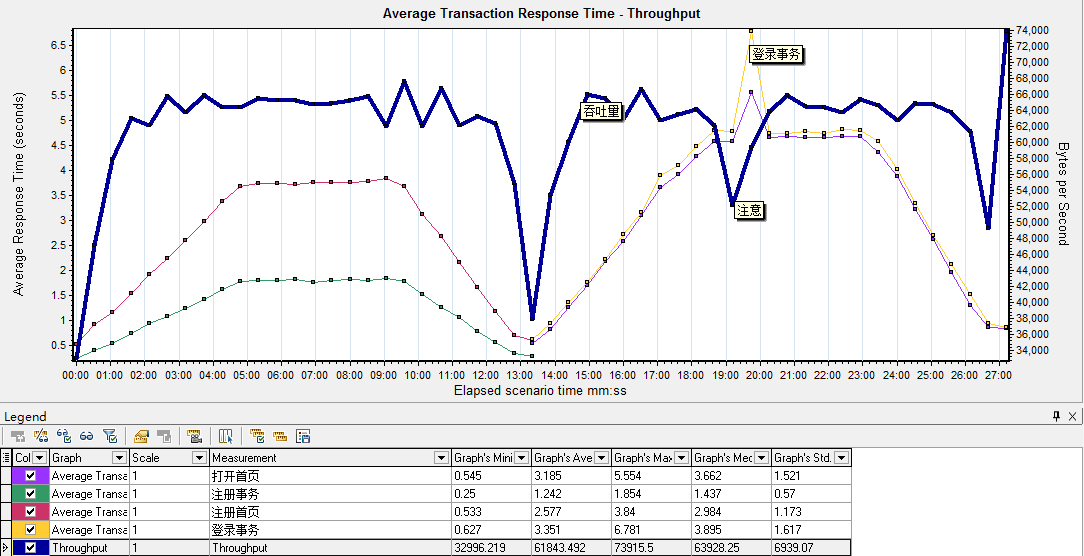 Average Transaction Response Time - Throughput
Average Response Time (seconds)
6.5
6
5.5
5
4.5
4
3.5
3
2.5
2
1.5
1
0.5
登录事务
吞吐量
注意
74,000
72,000
70,000
68,000
66,000
64,000
62,000
60,000
58,000
56,000
54,000
52,000
50,000
48,000
46,000
44,000
42,000
40,000
38,000
36,000
34,000
Bytes per Second
00:00 01:00 02:00 03:00 04:00 05:00 06:00 07:00 08:00 09:00 10:00 11:00 12:00 13:00 14:00 15:00 16:00 17:00 18:00 19:00 20:00 21:00 22:00 23:00 24:00 25:00 26:00 27:00
Elapsed scenario time mm:ss
Legend
Col Graph Scale Measurement Graph's Mini Graph's Ave Graph's Max Graph's Med Graph's Std.
Average Transa 1 打开首页 0.545 3.185 5.554 3.662 1.521
Average Transa 1 注册事务 0.25 1.242 1.854 1.437 0.57
Average Transa 1 注册首页 0.533 2.577 3.84 2.984 1.173
Average Transa 1 登录事务 0.627 3.351 6.781 3.895 1.617
Throughput 1 Throughput 32996.219 61843.492 73915.5 63928.25 6939.07